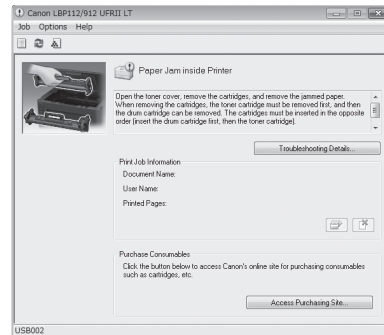 Canon LBP112/912 UFRII LT
Job Options Help
Paper Jam inside Printer
Open the toner cover, remove the cartridges, and remove the jammed paper.
When removing the cartridges, the toner cartridge must be removed first, and then
the drum cartridge can be removed. The cartridges must be inserted in the opposite
order (insert the drum cartridge first, then the toner cartridge).
Troubleshooting Details...
Print Job Information
Document Name:
User Name:
Printed Pages:
Purchase Consumables
Click the button below to access Canon's online site for purchasing consumables
such as cartridges, etc.
Access Purchasing Site...
USB002